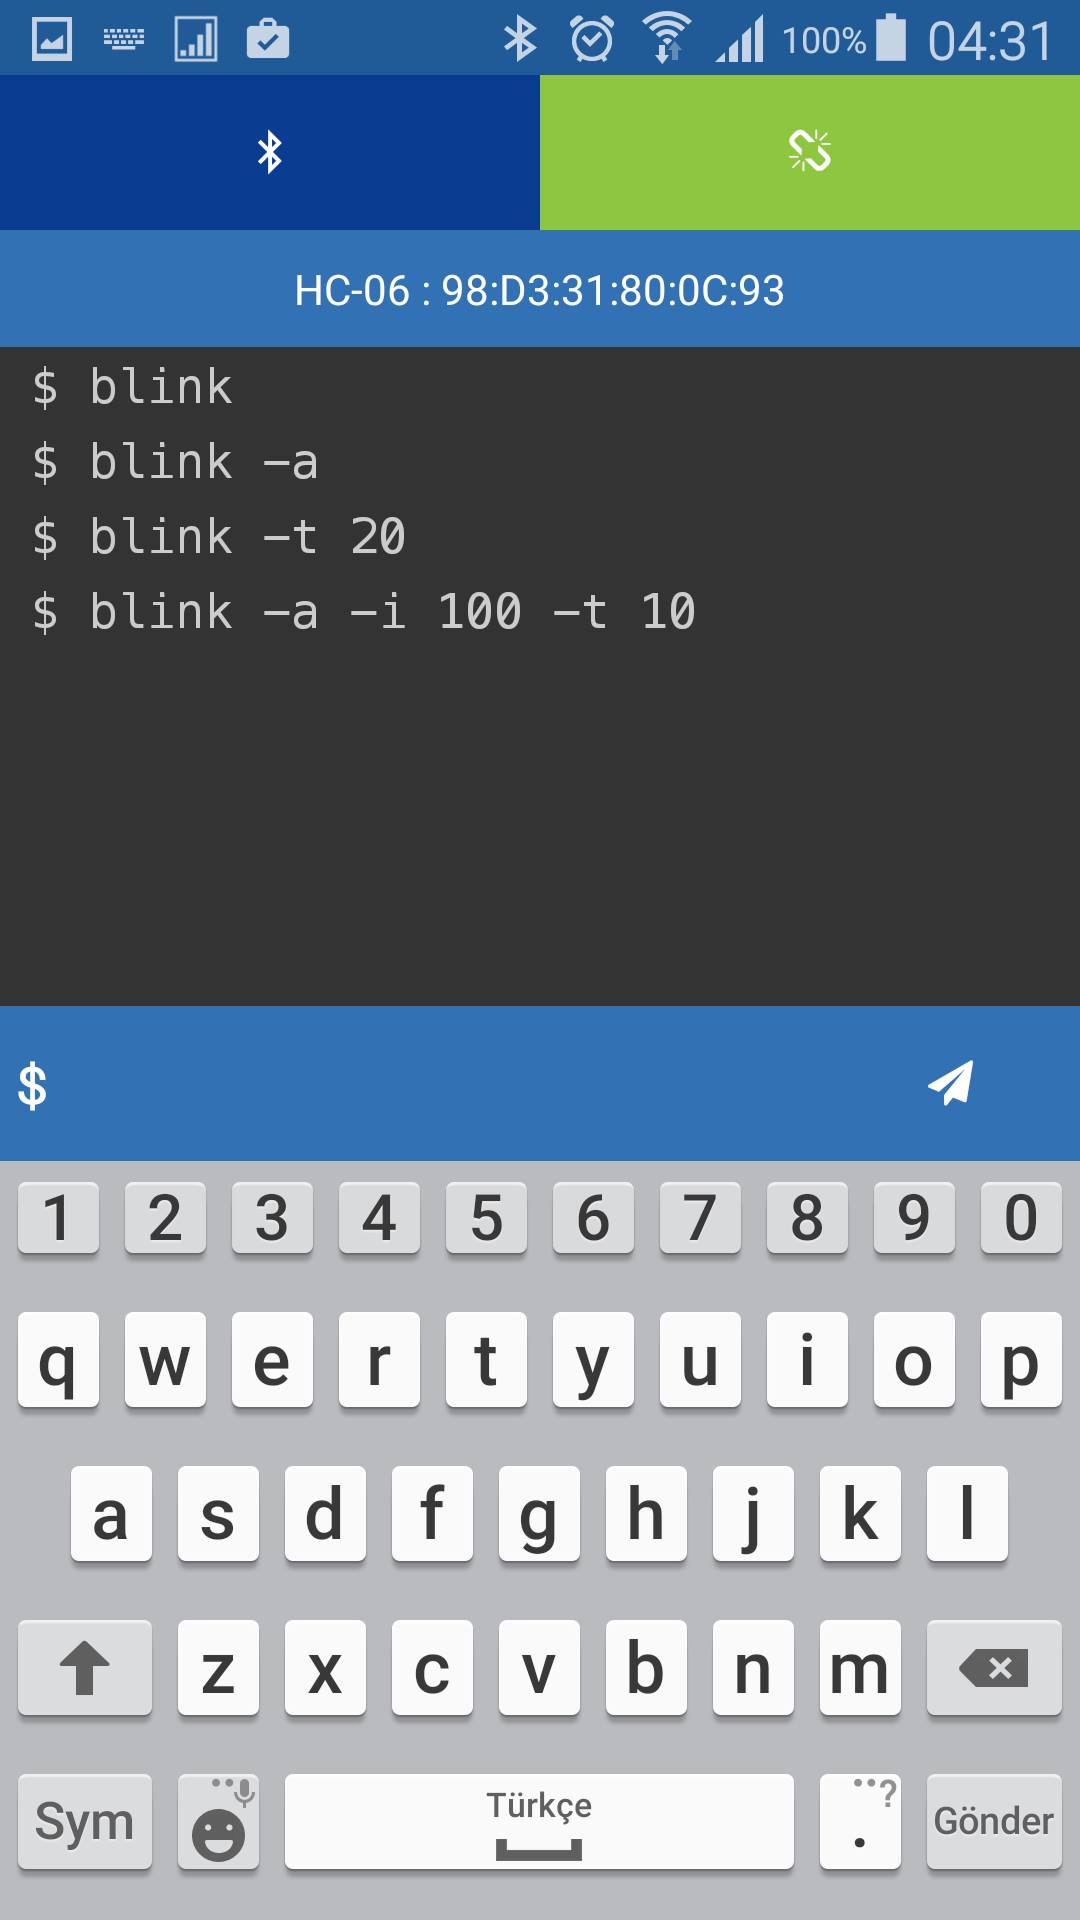 100% 04:31
HC-06 : 98:D3:31:80:0C:93
$ blink
$ blink -a
$ blink -t 20
$ blink -a -i 100 -t 10
$
1 2 3 4 5 6 7 8 9 0
q w e r t y u i o p
a s d f g h j k l
z x c v b n m
Sym Türkçe . ? Gönder